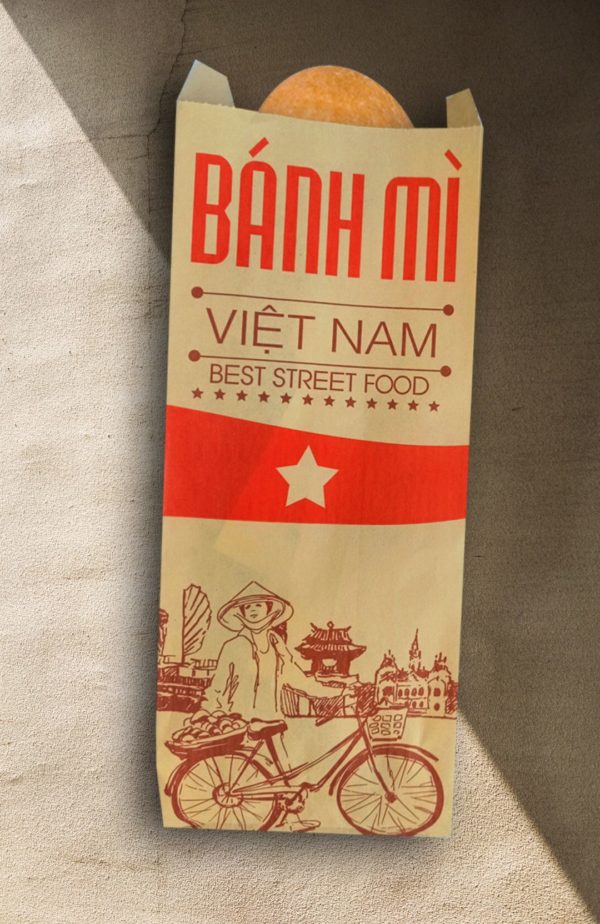 BÁNH MÌ
VIỆT NAM
BEST STREET FOOD